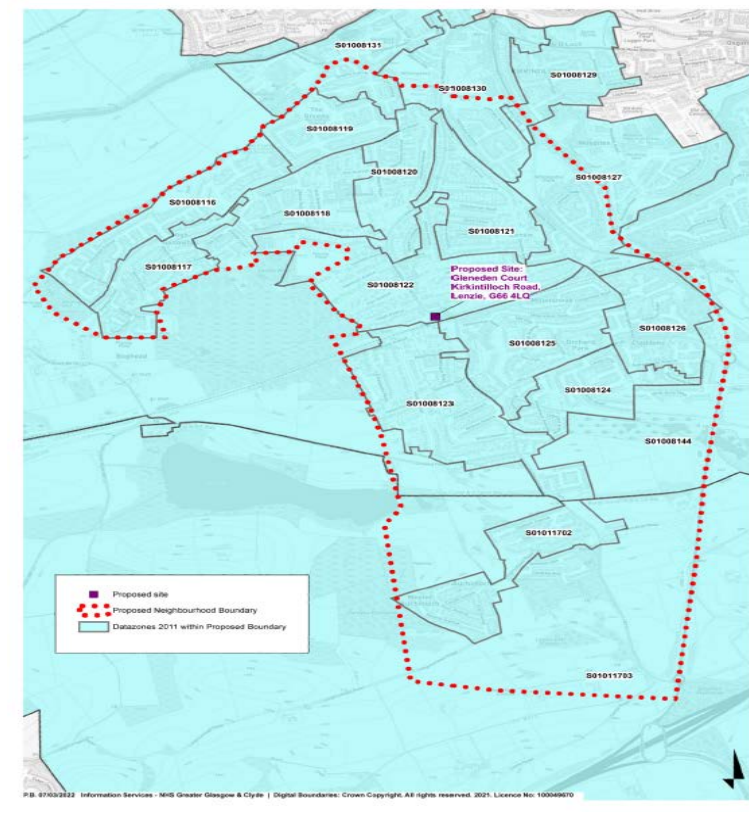 S01008131
S01008130
S01008129
S01008119
S01008120
S01008127
S01008116
S01008118
S01008121
S01008117
S01008122
Proposed Site:
Gleneden Court
Kirkintilloch Road,
Lenzie, G66 4LQ
S01008126
S01008125
S01008124
S01008123
S01008144
S01011702
Proposed site
Proposed Neighbourhood Boundary
Datazones 2011 within Proposed Boundary
S01011703
P.B. 07/03/2022 Information Services - NHS Greater Glasgow & Clyde | Digital Boundaries: Crown Copyright. All rights reserved. 2021. Licence No: 100049670